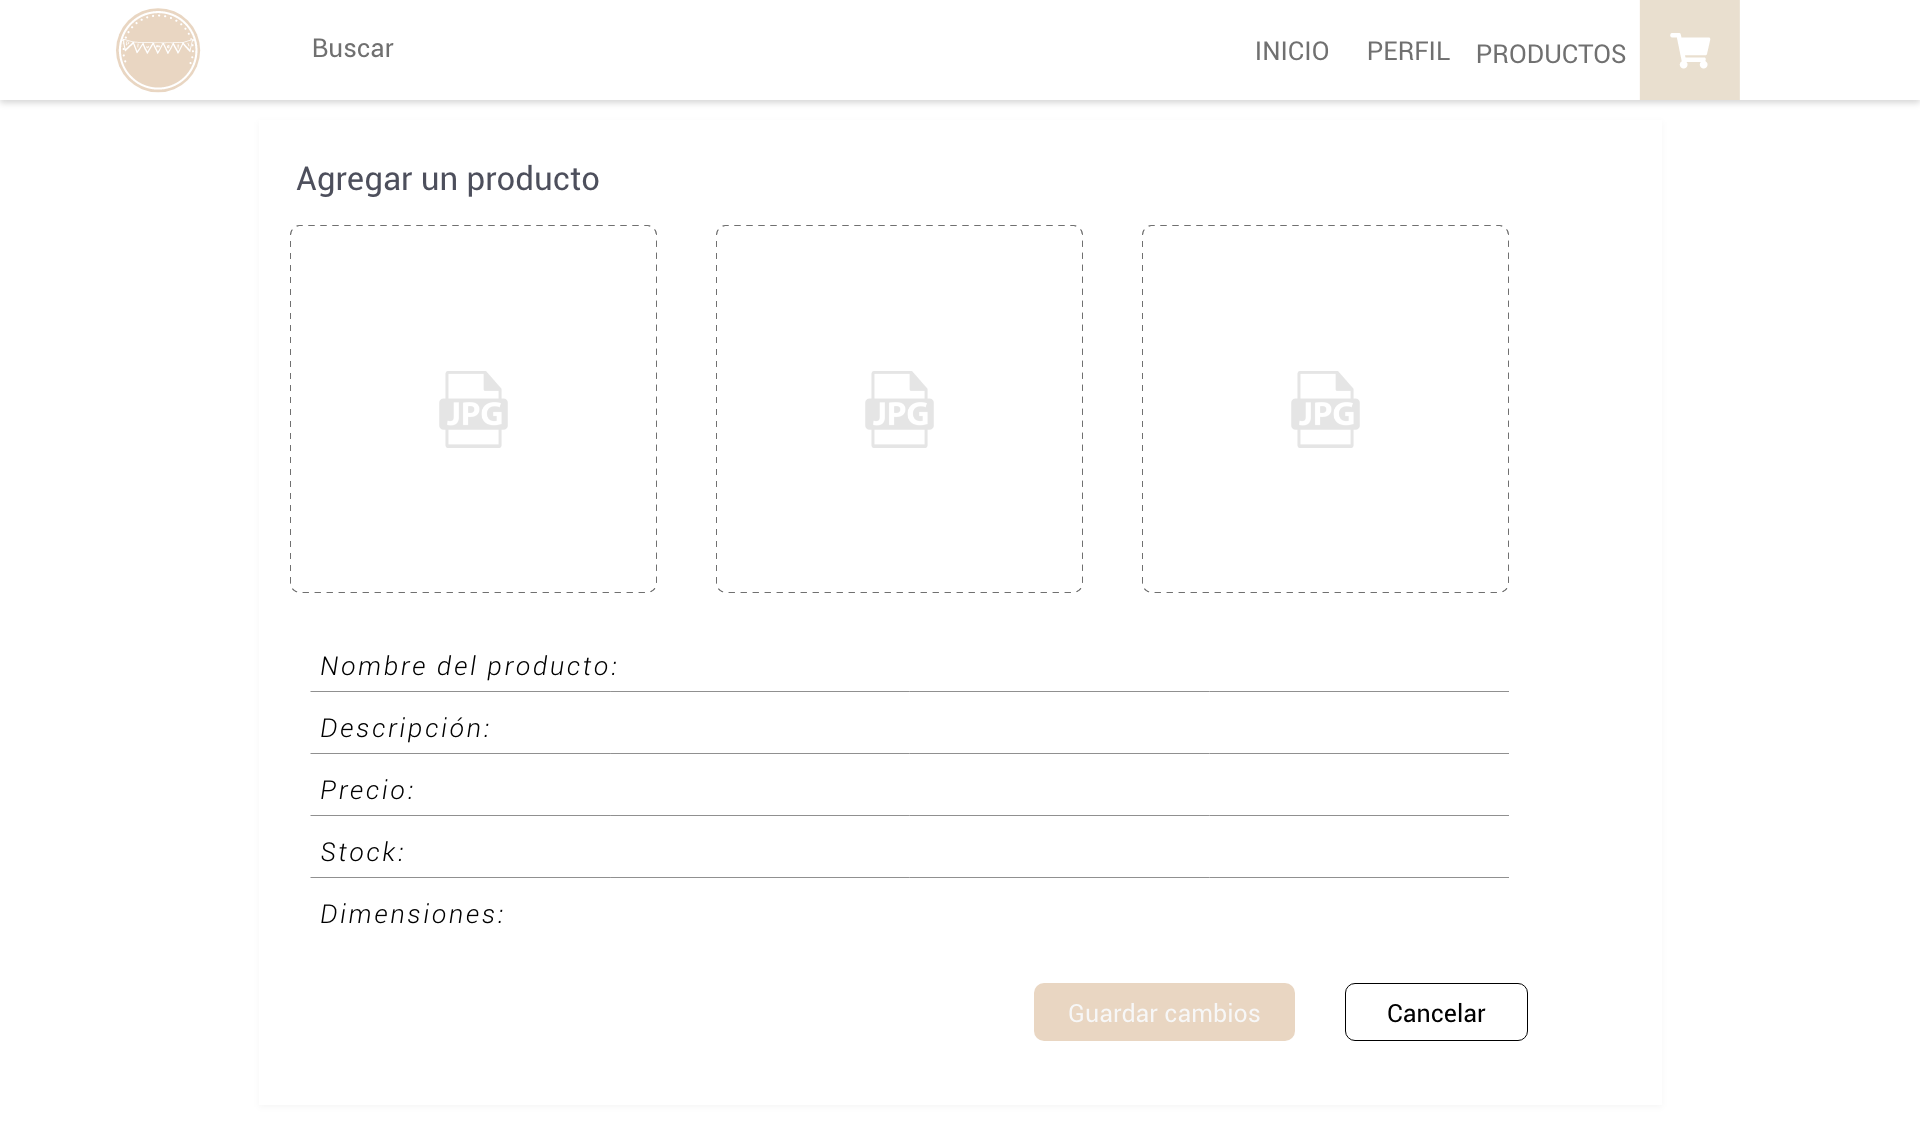 Buscar
INICIO PERFIL PRODUCTOS
Agregar un producto
JPG JPG JPG
Nombre del producto:
Descripción:
Precio:
Stock:
Dimensiones:
Guardar cambios Cancelar